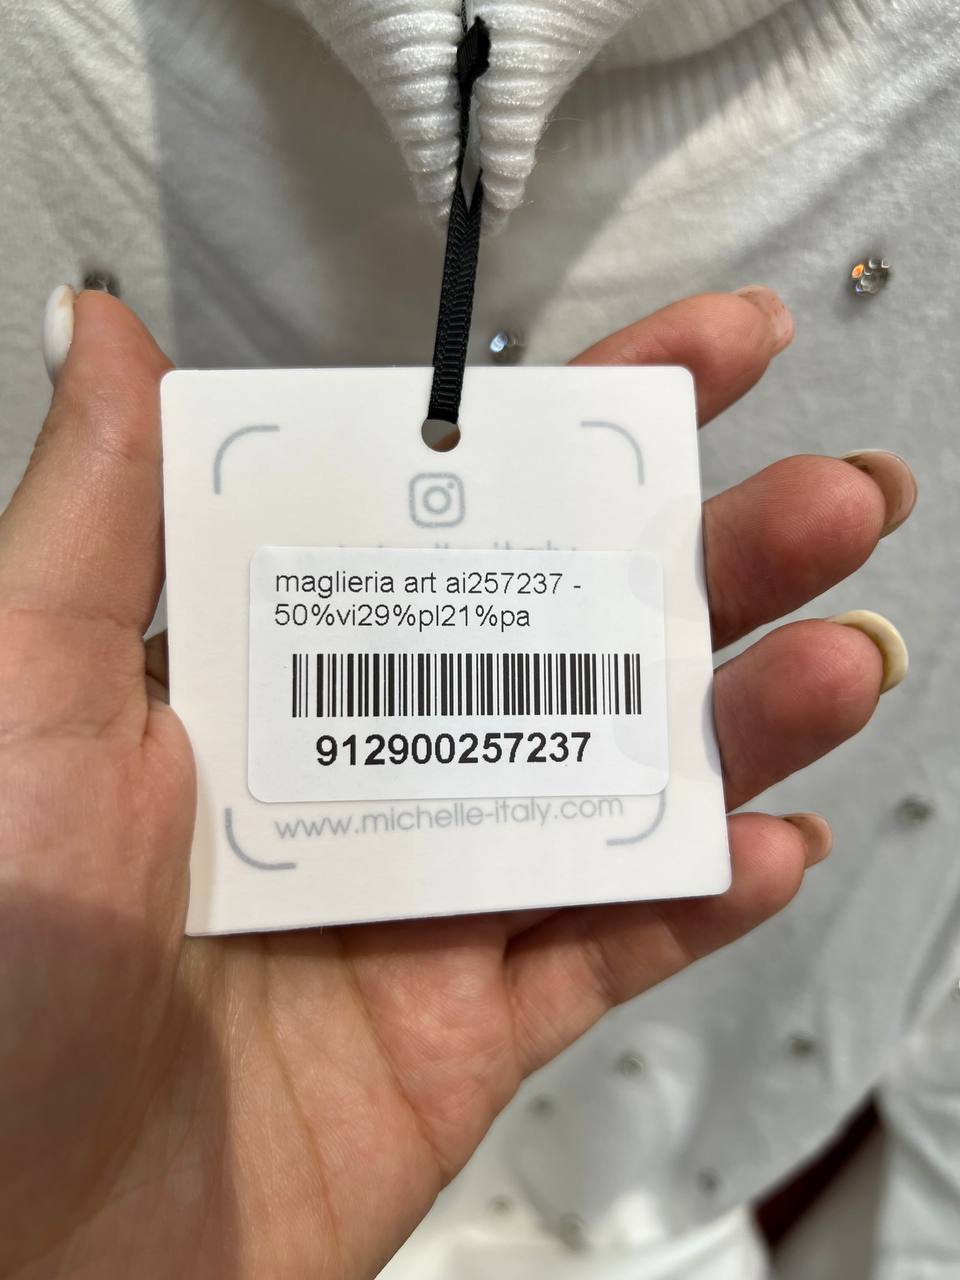 maglieria art ai257237 -
50%vi29%pl21%pa
912900257237
www.michelle-italy.com